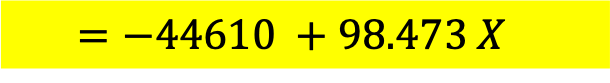 = −44610 + 98.473 X